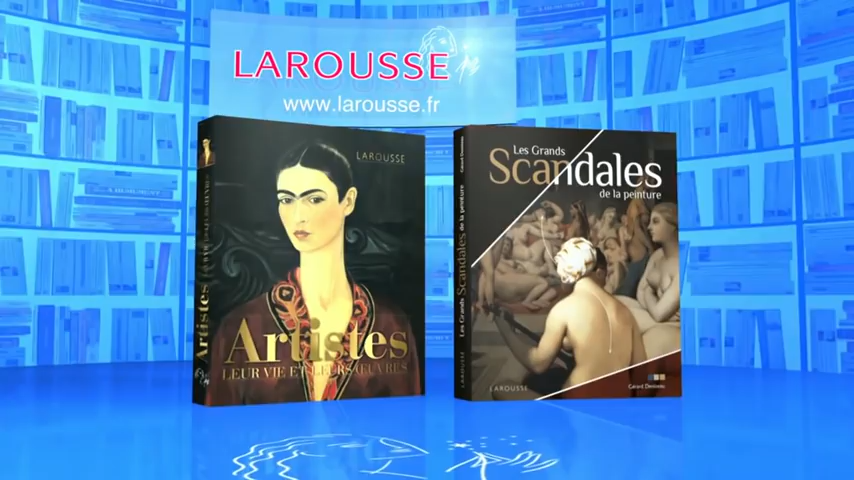 LAROUSSE
www.larousse.fr
LAROUSSE
Artistes
LEUR VIE ET LEURS ŒUVRES
Artistes
Les Grands
Scandales
de la peinture
LAROUSSE
Les Grands Scandales de la peinture
LAROUSSE